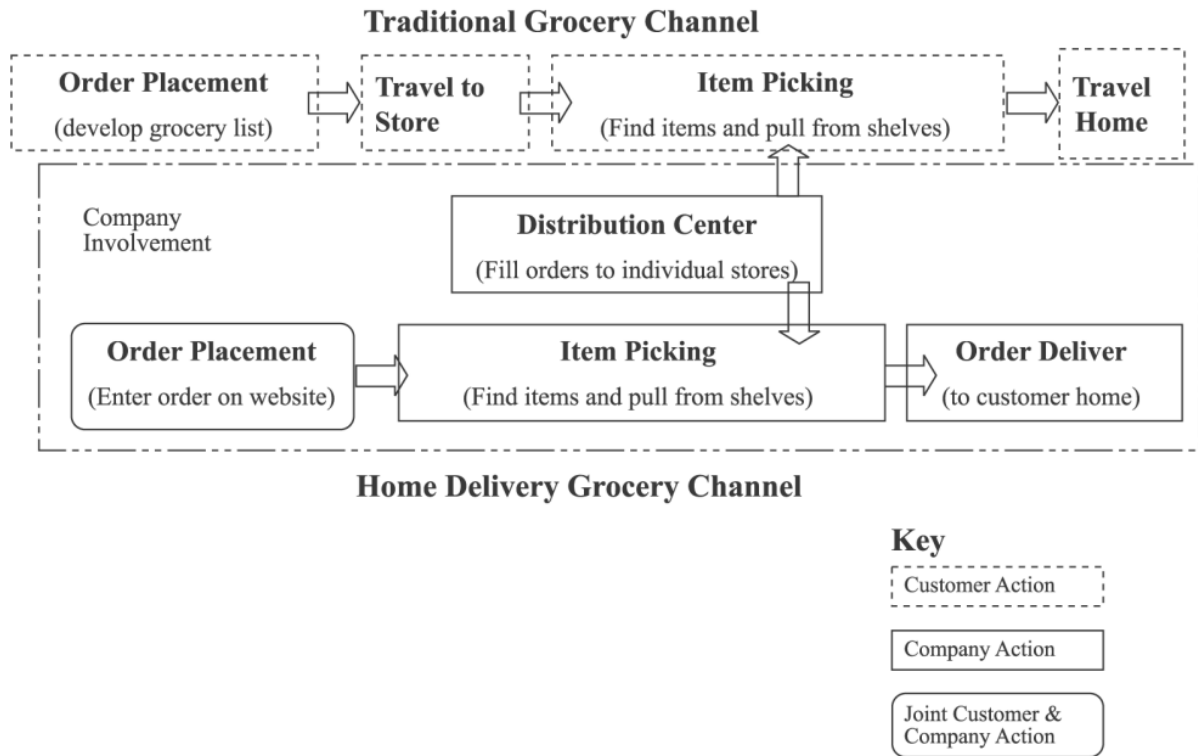 Traditional Grocery Channel
Order Placement
(develop grocery list)
Travel to
Store
Item Picking
(Find items and pull from shelves)
Travel
Home
Company
Involvement
Distribution Center
(Fill orders to individual stores)
Order Placement
(Enter order on website)
Item Picking
(Find items and pull from shelves)
Order Deliver
(to customer home)
Home Delivery Grocery Channel
Key
Customer Action
Company Action
Joint Customer &
Company Action